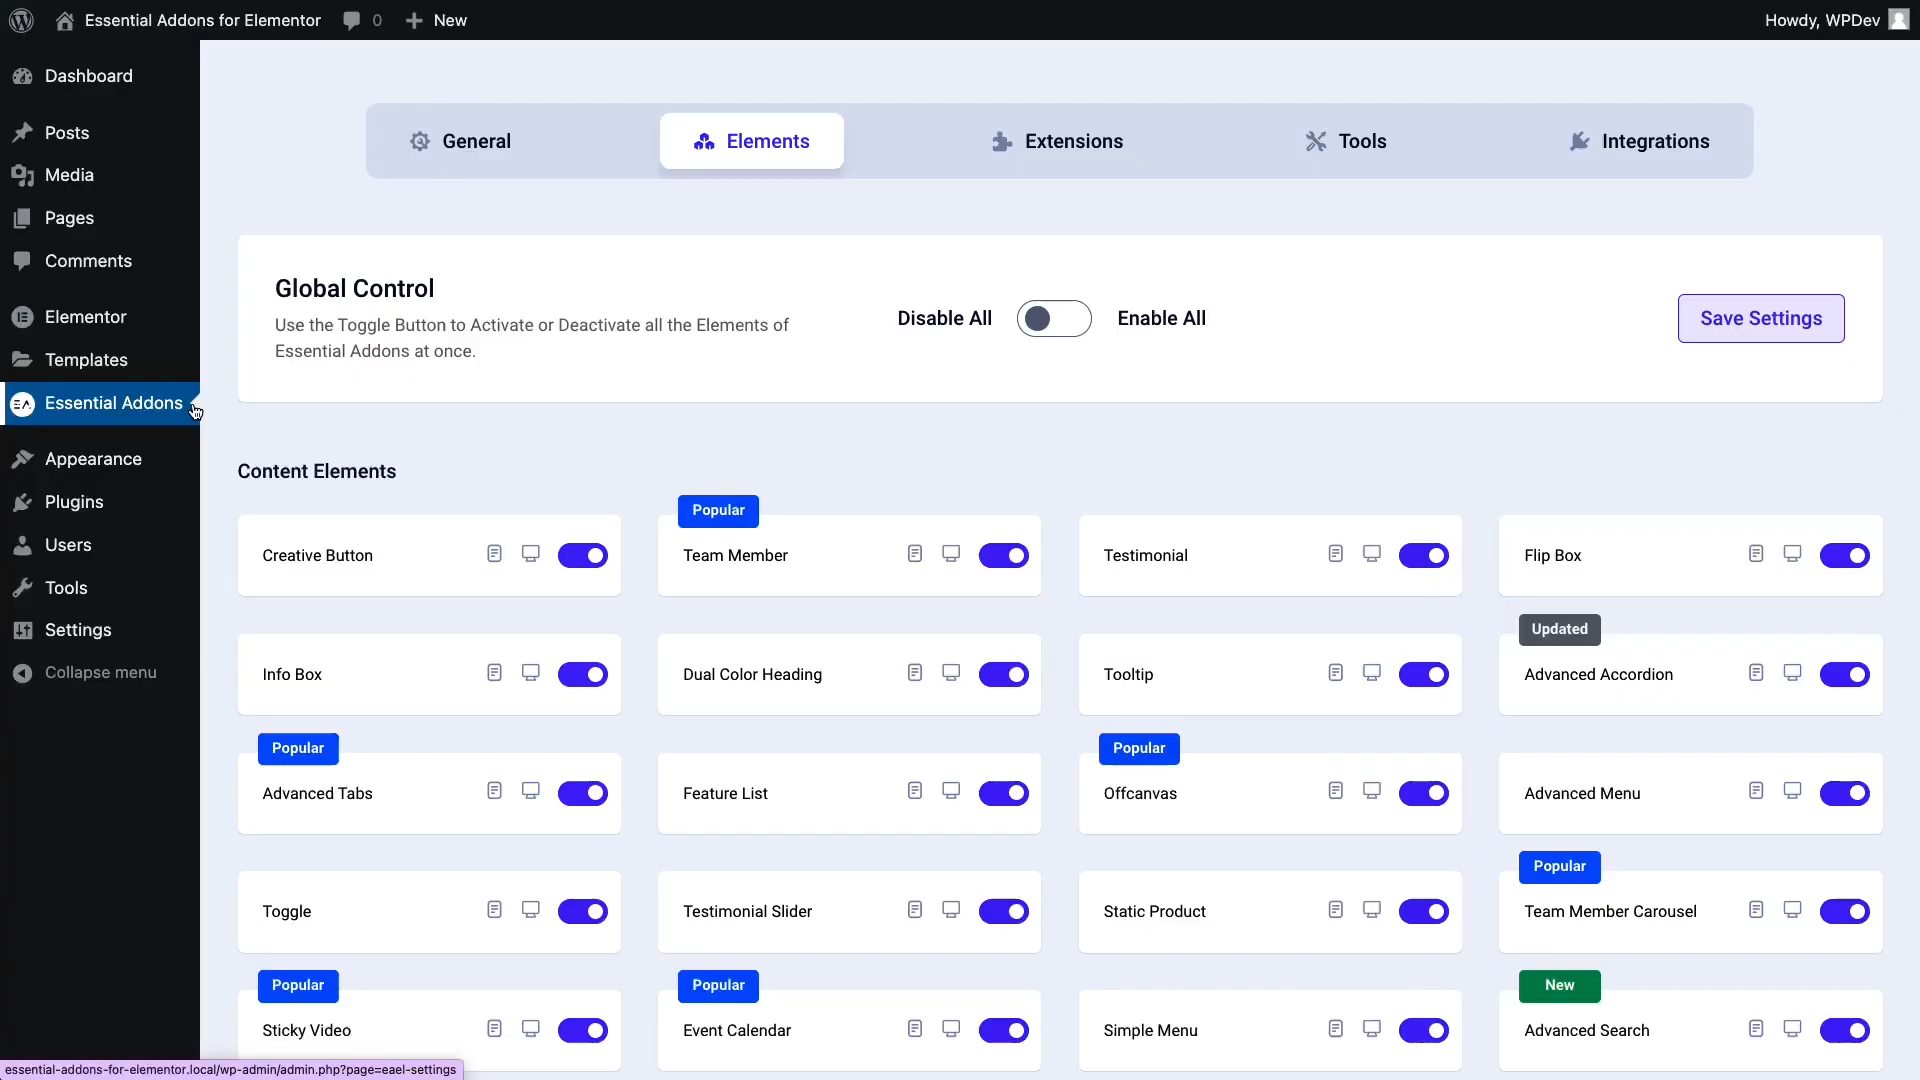 Essential Addons for Elementor
0
New
Howdy, WPDev
Dashboard
Posts
Media
Pages
Comments
Elementor
Templates
Essential Addons
Appearance
Plugins
Users
Tools
Settings
Collapse menu
General
Elements
Extensions
Tools
Integrations
Global Control
Use the Toggle Button to Activate or Deactivate all the Elements of
Essential Addons at once.
Disable All
Enable All
Save Settings
Content Elements
Creative Button
Popular
Team Member
Testimonial
Flip Box
Info Box
Dual Color Heading
Tooltip
Updated
Advanced Accordion
Popular
Advanced Tabs
Feature List
Popular
Offcanvas
Advanced Menu
Toggle
Testimonial Slider
Static Product
Popular
Team Member Carousel
Popular
Sticky Video
Popular
Event Calendar
Simple Menu
New
Advanced Search
essential-addons-for-elementor.local/wp-admin/admin.php?page=eael-settings